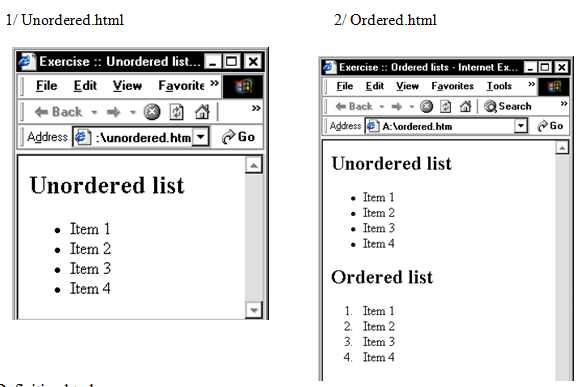 1/ Unordered.html
Exercise :: Unordered list...
File Edit View Favorite »
Back »
Address :\unordered.htm Go
Unordered list
• Item 1
• Item 2
• Item 3
• Item 4
2/ Ordered.html
Exercise :: Ordered lists - Internet Ex...
File Edit View Favorites Tools »
Back Search »
Address A:\ordered.htm Go
Unordered list
• Item 1
• Item 2
• Item 3
• Item 4
Ordered list
1. Item 1
2. Item 2
3. Item 3
4. Item 4